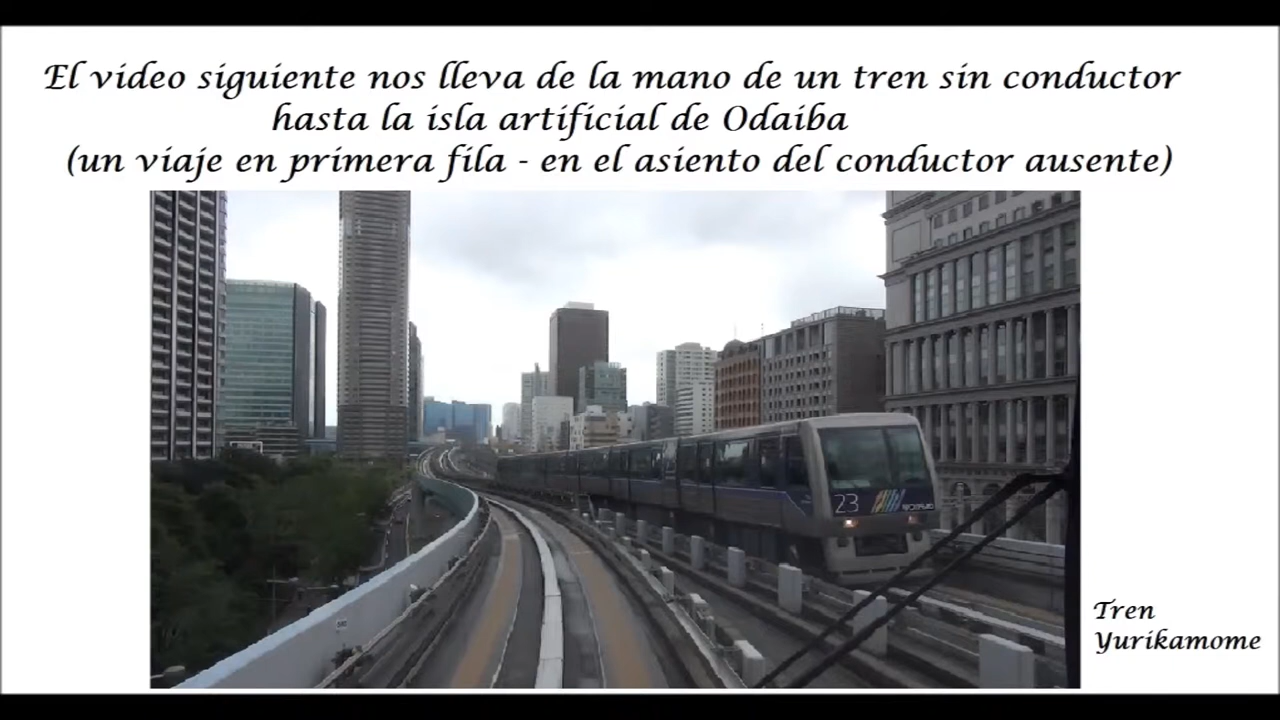 El video siguiente nos lleva de la mano de un tren sin conductor
hasta la isla artificial de Odaiba
(un viaje en primera fila - en el asiento del conductor ausente)
23
Tren
Yurikamome